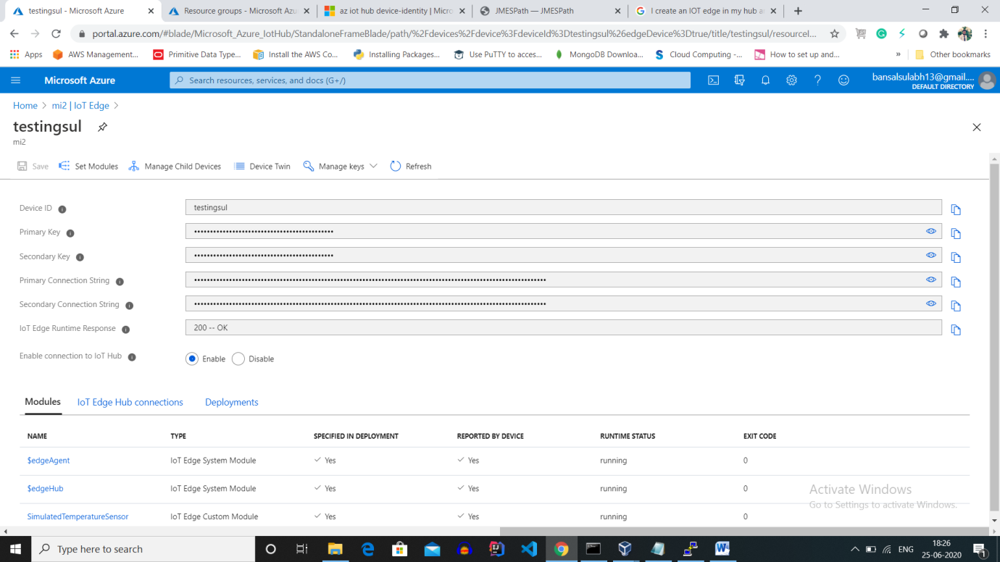 testingsul - Microsoft Azure
Resource groups - Microsoft Azu
az iot hub device-identity | Micro
JMESPath — JMESPath
I create an IOT edge in my hub a
portal.azure.com/#blade/Microsoft_Azure_IotHub/StandaloneFrameBlade/path/%2Fdevices%2Fdevice%3FdeviceId%3Dtestingsul%26edgeDevice%3Dtrue/title/testingsul/resourceI...
Apps AWS Management... Primitive Data Type... Install the AWS Co... Installing Packages... Use PuTTY to acces... MongoDB Downloa... Cloud Computing -... How to set up and... » Other bookmarks
Microsoft Azure
Search resources, services, and docs (G+/)
bansalsulabh13@gmail....
DEFAULT DIRECTORY
Home > mi2 | IoT Edge >
testingsul
mi2
Save Set Modules Manage Child Devices Device Twin Manage keys Refresh
Device ID testingsul
Primary Key
Secondary Key
Primary Connection String
Secondary Connection String
IoT Edge Runtime Response 200 -- OK
Enable connection to IoT Hub Enable Disable
Modules IoT Edge Hub connections Deployments
NAME TYPE SPECIFIED IN DEPLOYMENT REPORTED BY DEVICE RUNTIME STATUS EXIT CODE
$edgeAgent IoT Edge System Module Yes Yes running 0
$edgeHub IoT Edge System Module Yes Yes running 0
SimulatedTemperatureSensor IoT Edge Custom Module Yes Yes running 0
Activate Windows
Go to Settings to activate Windows.
Type here to search
ENG
18:26
25-06-2020
1